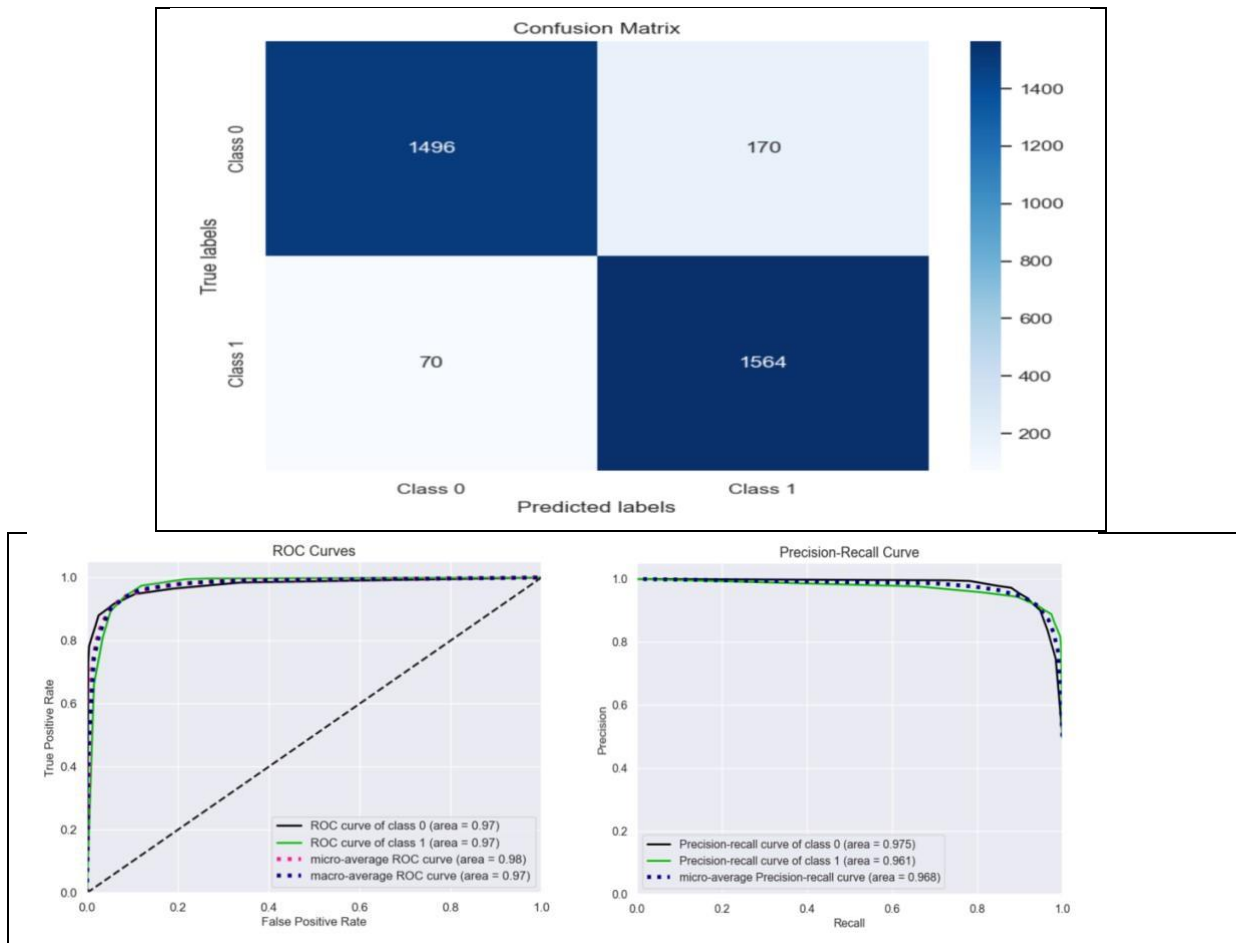 Confusion Matrix
Class 0
1496
170
1400
1200
1000
800
600
400
200
True labels
Class 1
70
1564
Class 0
Class 1
Predicted labels
ROC Curves
1.0
0.8
0.6
0.4
0.2
0.0
True Positive Rate
ROC curve of class 0 (area = 0.97)
ROC curve of class 1 (area = 0.97)
micro-average ROC curve (area = 0.98)
macro-average ROC curve (area = 0.97)
0.0 0.2 0.4 0.6 0.8 1.0
False Positive Rate
Precision-Recall Curve
1.0
0.8
0.6
0.4
0.2
0.0
Precision
Precision-recall curve of class 0 (area = 0.975)
Precision-recall curve of class 1 (area = 0.961)
micro-average Precision-recall curve (area = 0.968)
0.0 0.2 0.4 0.6 0.8 1.0
Recall